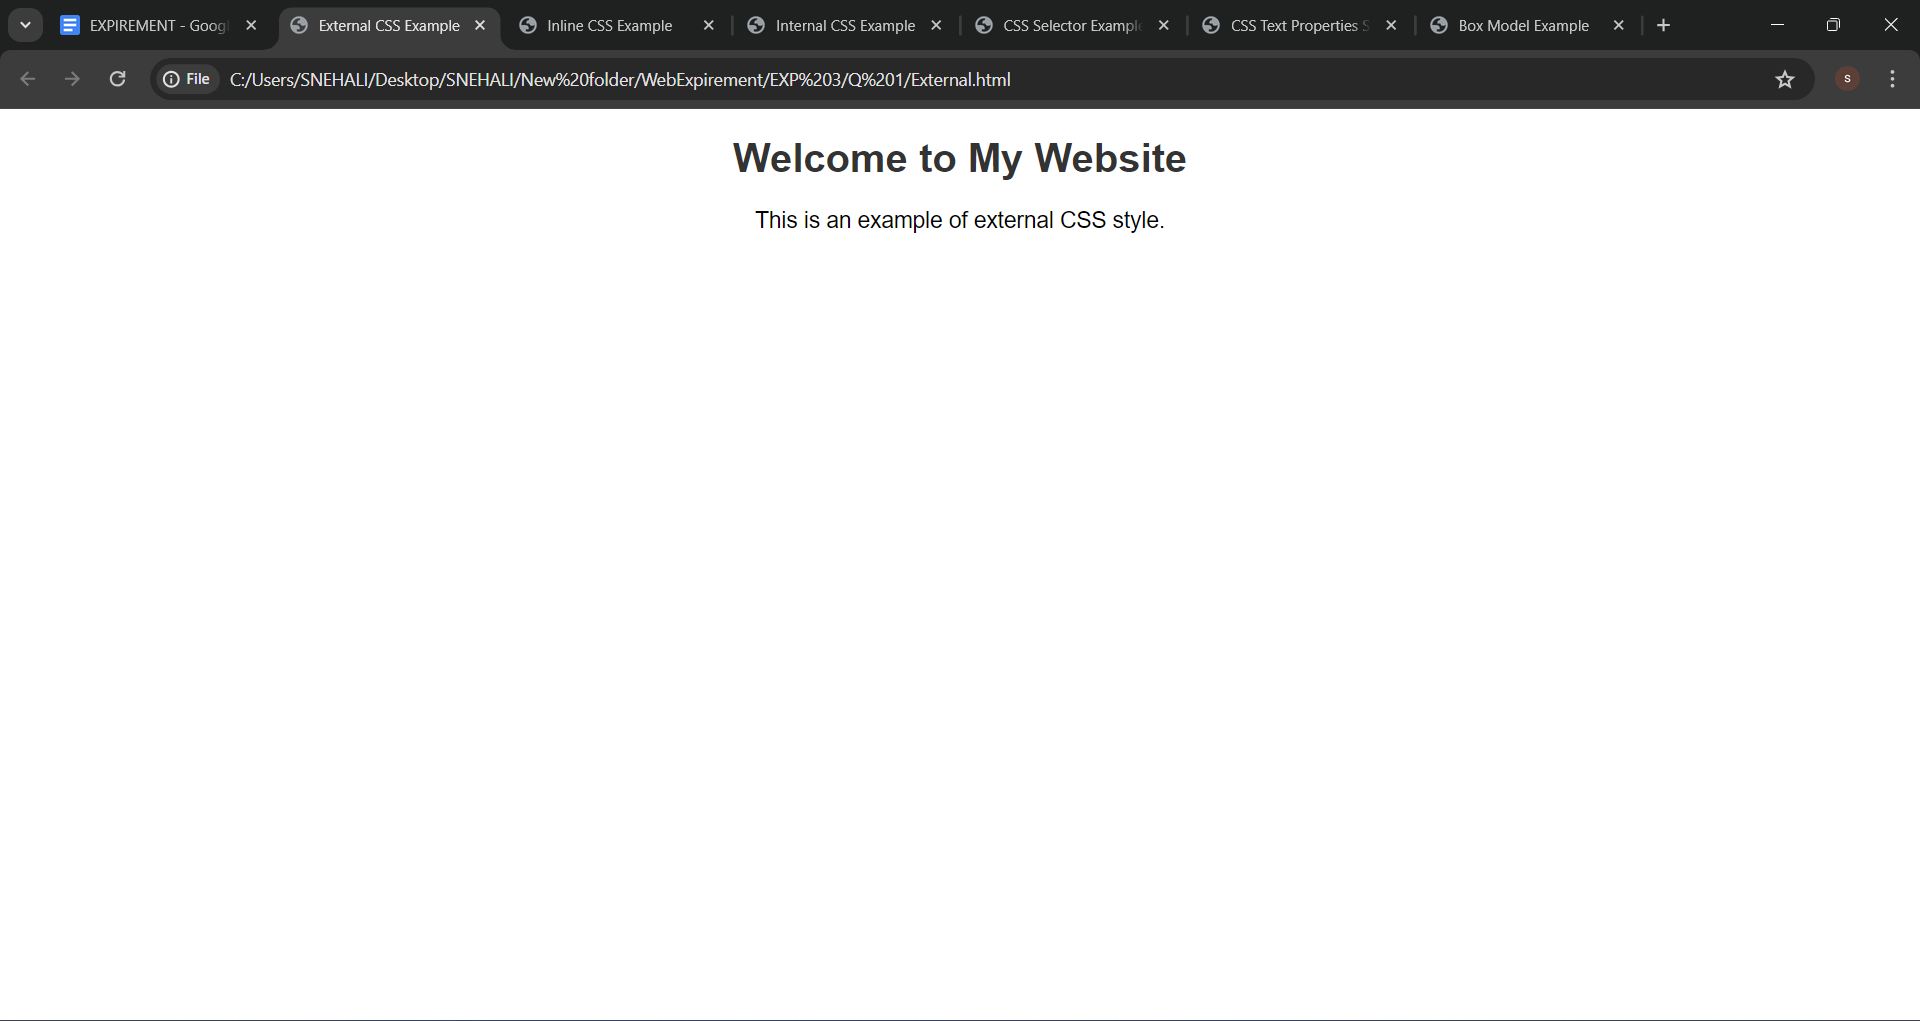 EXPIREMENT - Goog
External CSS Example
Inline CSS Example
Internal CSS Example
CSS Selector Example
CSS Text Properties S
Box Model Example
File
C:/Users/SNEHALI/Desktop/SNEHALI/New%20folder/WebExpirement/EXP%203/Q%201/External.html
s
Welcome to My Website
This is an example of external CSS style.